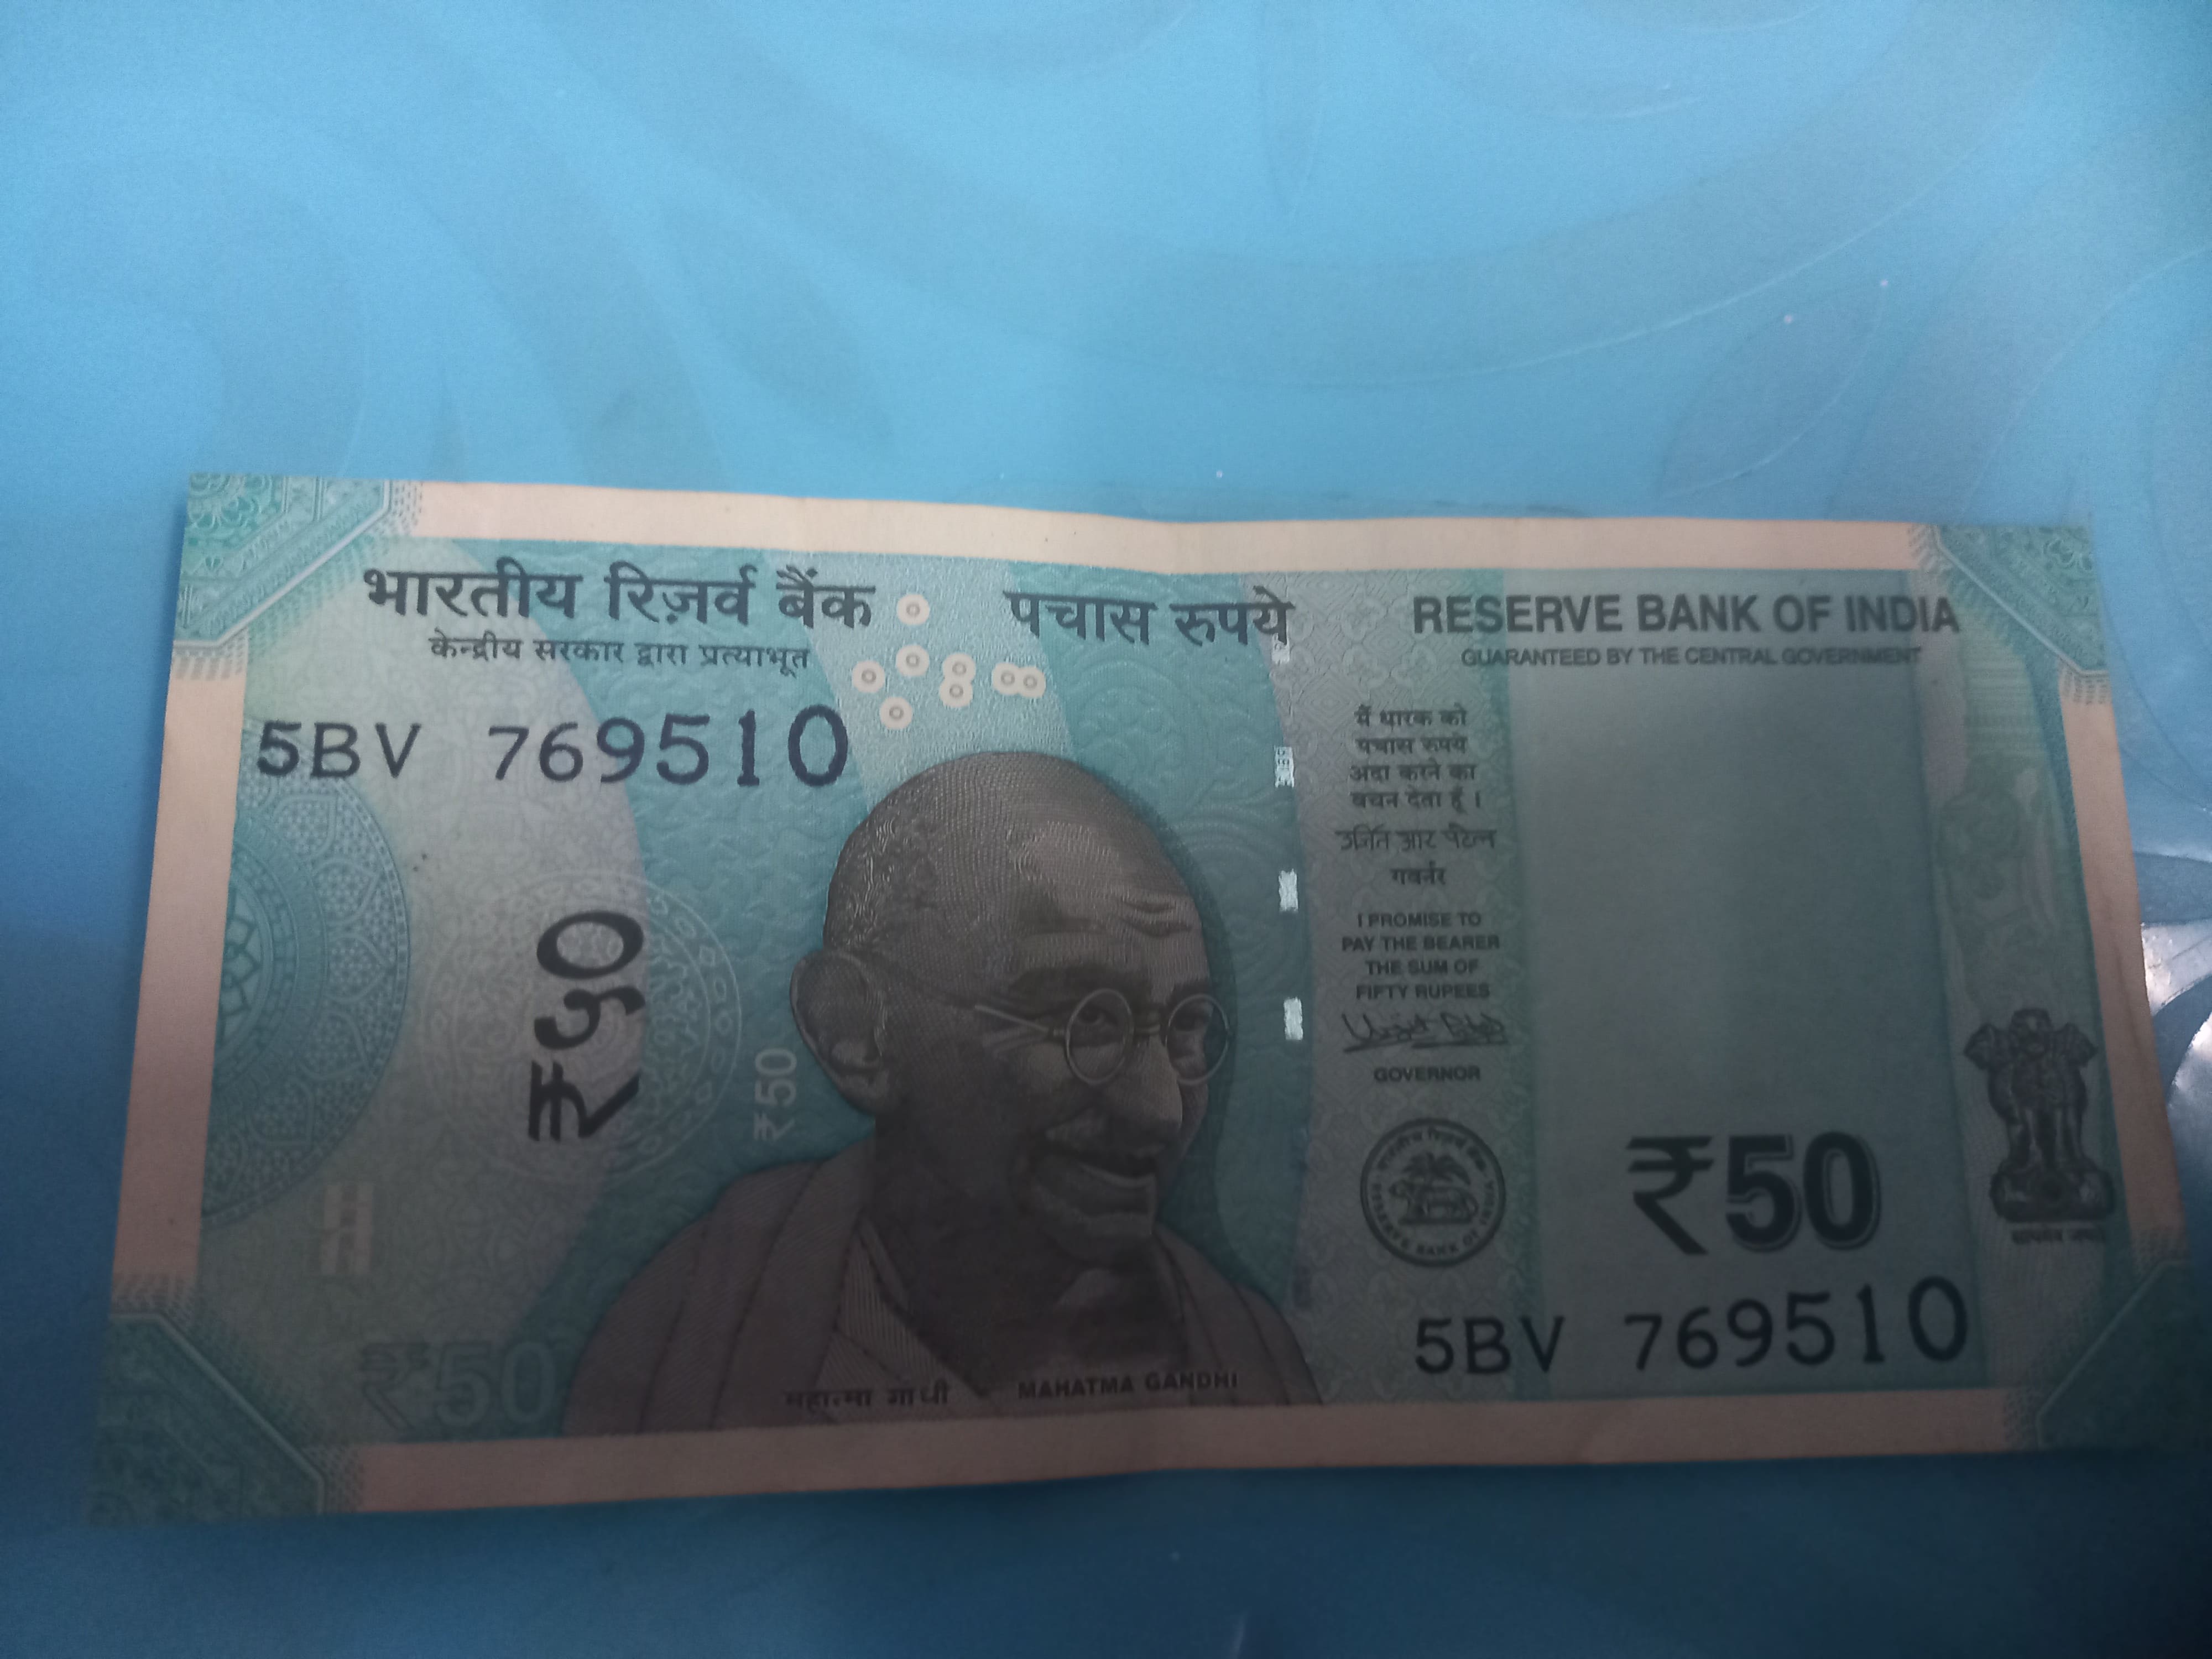 भारतीय रिज़र्व बैंक
केन्द्रीय सरकार द्वारा प्रत्याभूत
पचास रुपये
RESERVE BANK OF INDIA
GUARANTEED BY THE CENTRAL GOVERNMENT
5BV 769510
₹५०
₹50
मैं धारक को
पचास रुपये
अदा करने का
वचन देता हूँ ।
उर्जित आर पटेल
गवर्नर
I PROMISE TO
PAY THE BEARER
THE SUM OF
FIFTY RUPEES
GOVERNOR
₹50
5BV 769510
₹50
महात्मा गांधी
MAHATMA GANDHI